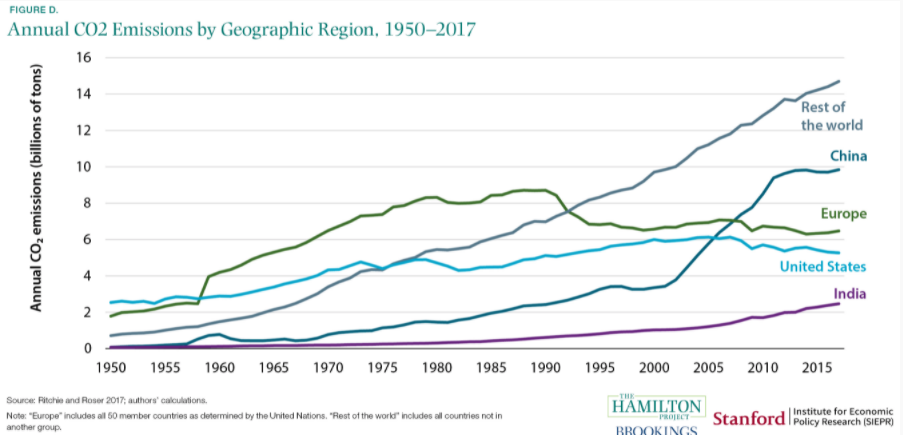 FIGURE D.
Annual CO2 Emissions by Geographic Region, 1950–2017
Annual CO₂ emissions (billions of tons)
16
14
12
10
8
6
4
2
0
Rest of
the world
China
Europe
United States
India
1950 1955 1960 1965 1970 1975 1980 1985 1990 1995 2000 2005 2010 2015
Source: Ritchie and Roser 2017; authors' calculations.
Note: "Europe" includes all 50 member countries as determined by the United Nations. "Rest of the world" includes all countries not in
another group.
THE
HAMILTON
PROJECT
BROOKINGS
Stanford
Institute for Economic
Policy Research (SIEPR)